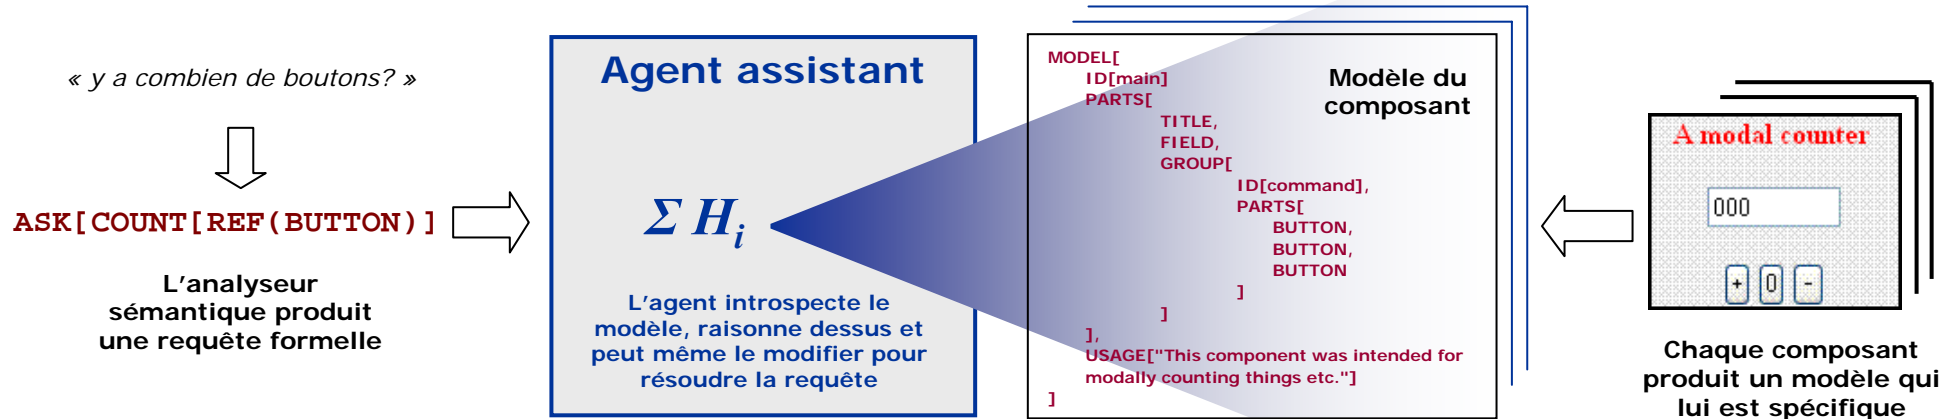 « y a combien de boutons? »
ASK[COUNT[REF(BUTTON)]
L'analyseur
sémantique produit
une requête formelle
Agent assistant
Σ Hi
L'agent introspecte le
modèle, raisonne dessus et
peut même le modifier pour
résoudre la requête
Modèle du
composant
MODEL[
ID[main]
PARTS[
TITLE,
FIELD,
GROUP[
ID[command],
PARTS[
BUTTON,
BUTTON,
BUTTON
]
]
],
USAGE["This component was intended for
modally counting things etc."]
]
A modal counter
000
+ 0 -
Chaque composant
produit un modèle qui
lui est spécifique